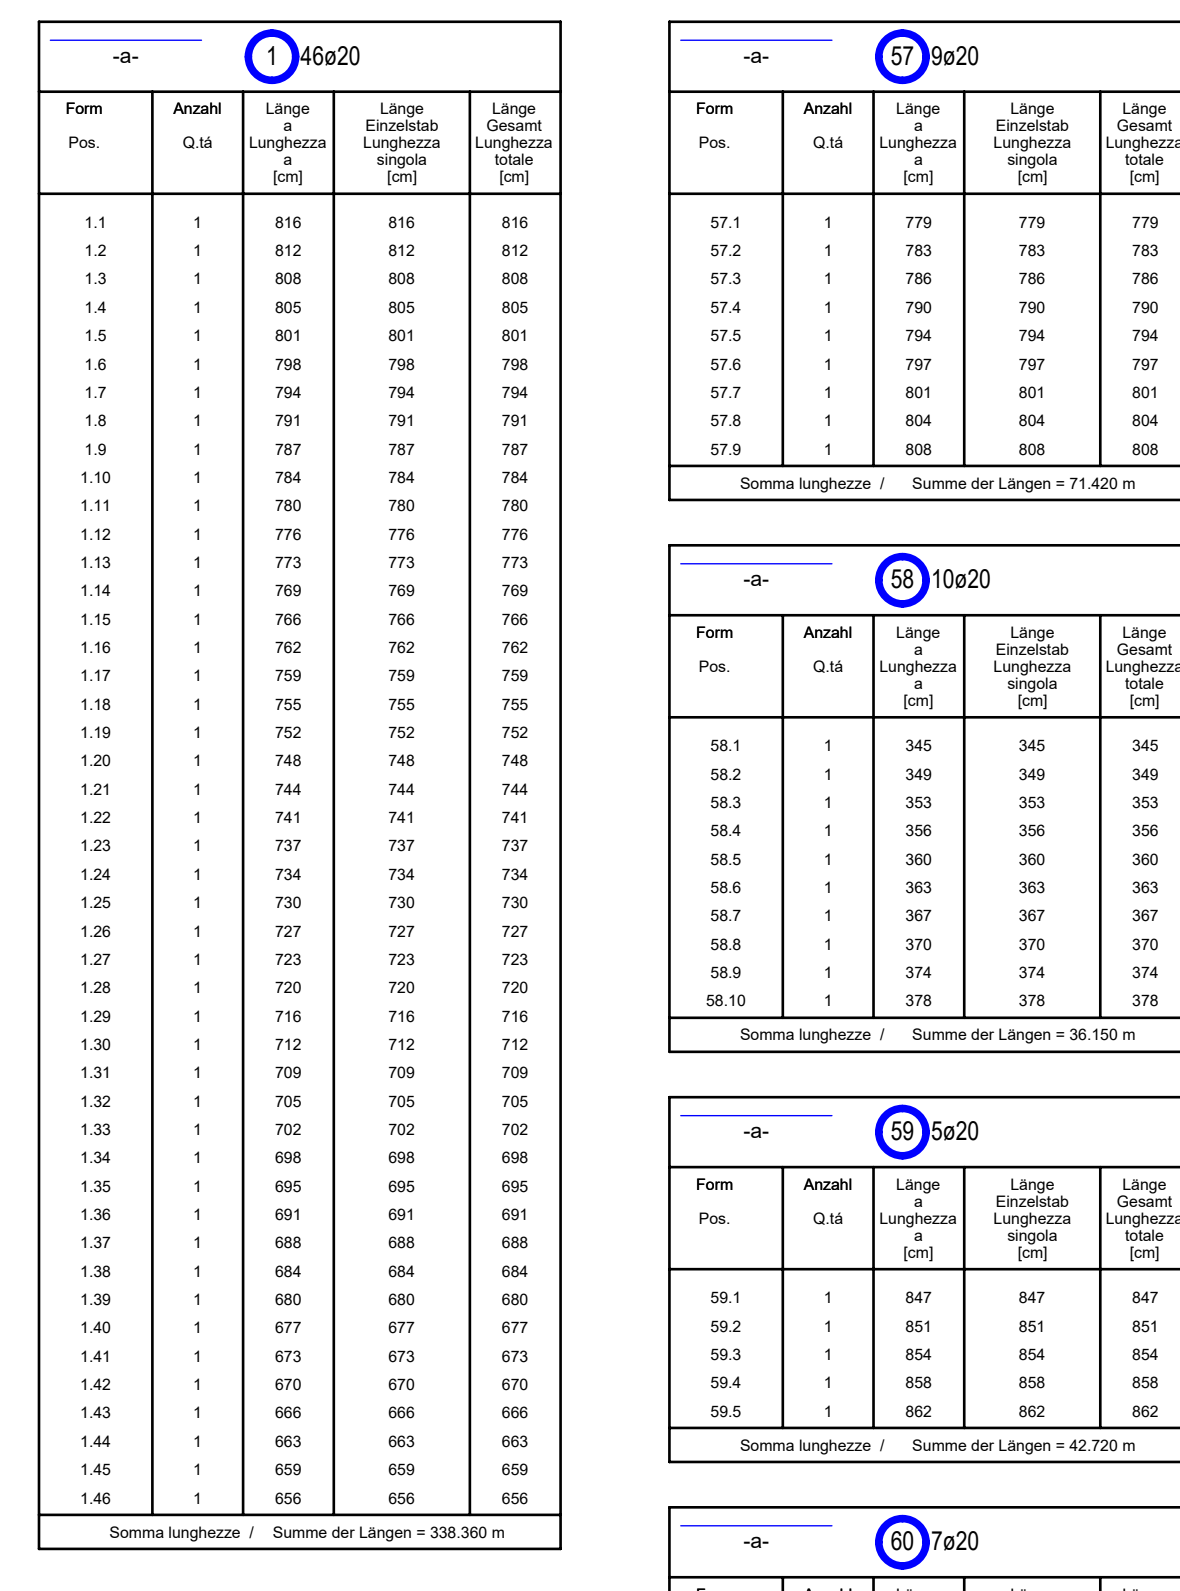 -a- 1 46ø20
Form Anzahl Länge Länge Länge
a Einzelstab Gesamt
Pos. Q.tá Lunghezza Lunghezza Lunghezza
a singola totale
[cm] [cm] [cm]
1.1 1 816 816 816
1.2 1 812 812 812
1.3 1 808 808 808
1.4 1 805 805 805
1.5 1 801 801 801
1.6 1 798 798 798
1.7 1 794 794 794
1.8 1 791 791 791
1.9 1 787 787 787
1.10 1 784 784 784
1.11 1 780 780 780
1.12 1 776 776 776
1.13 1 773 773 773
1.14 1 769 769 769
1.15 1 766 766 766
1.16 1 762 762 762
1.17 1 759 759 759
1.18 1 755 755 755
1.19 1 752 752 752
1.20 1 748 748 748
1.21 1 744 744 744
1.22 1 741 741 741
1.23 1 737 737 737
1.24 1 734 734 734
1.25 1 730 730 730
1.26 1 727 727 727
1.27 1 723 723 723
1.28 1 720 720 720
1.29 1 716 716 716
1.30 1 712 712 712
1.31 1 709 709 709
1.32 1 705 705 705
1.33 1 702 702 702
1.34 1 698 698 698
1.35 1 695 695 695
1.36 1 691 691 691
1.37 1 688 688 688
1.38 1 684 684 684
1.39 1 680 680 680
1.40 1 677 677 677
1.41 1 673 673 673
1.42 1 670 670 670
1.43 1 666 666 666
1.44 1 663 663 663
1.45 1 659 659 659
1.46 1 656 656 656
Somma lunghezze / Summe der Längen = 338.360 m
-a- 57 9ø20
Form Anzahl Länge Länge Länge
a Einzelstab Gesamt
Pos. Q.tá Lunghezza Lunghezza Lunghezza
a singola totale
[cm] [cm] [cm]
57.1 1 779 779 779
57.2 1 783 783 783
57.3 1 786 786 786
57.4 1 790 790 790
57.5 1 794 794 794
57.6 1 797 797 797
57.7 1 801 801 801
57.8 1 804 804 804
57.9 1 808 808 808
Somma lunghezze / Summe der Längen = 71.420 m
-a- 58 10ø20
Form Anzahl Länge Länge Länge
a Einzelstab Gesamt
Pos. Q.tá Lunghezza Lunghezza Lunghezza
a singola totale
[cm] [cm] [cm]
58.1 1 345 345 345
58.2 1 349 349 349
58.3 1 353 353 353
58.4 1 356 356 356
58.5 1 360 360 360
58.6 1 363 363 363
58.7 1 367 367 367
58.8 1 370 370 370
58.9 1 374 374 374
58.10 1 378 378 378
Somma lunghezze / Summe der Längen = 36.150 m
-a- 59 5ø20
Form Anzahl Länge Länge Länge
a Einzelstab Gesamt
Pos. Q.tá Lunghezza Lunghezza Lunghezza
a singola totale
[cm] [cm] [cm]
59.1 1 847 847 847
59.2 1 851 851 851
59.3 1 854 854 854
59.4 1 858 858 858
59.5 1 862 862 862
Somma lunghezze / Summe der Längen = 42.720 m
-a- 60 7ø20